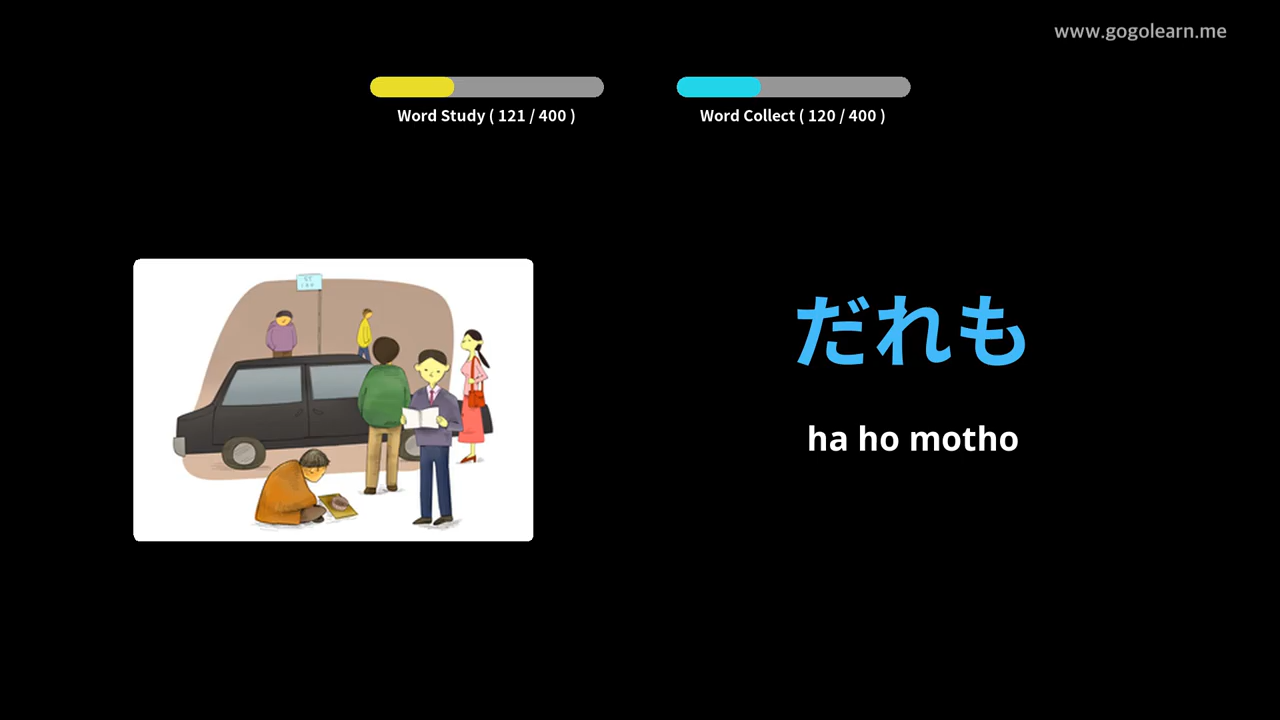 www.gogolearn.me
Word Study ( 121 / 400 )
Word Collect ( 120 / 400 )
だれも
ha ho motho